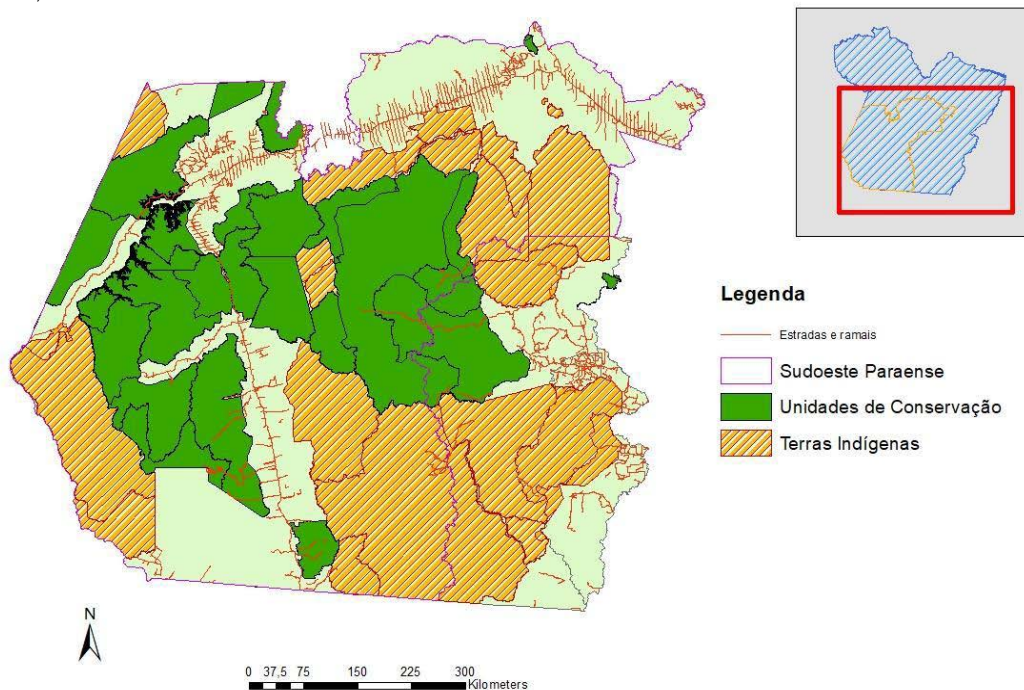 Legenda
Estradas e ramais
Sudoeste Paraense
Unidades de Conservação
Terras Indígenas
N
0 37,5 75 150 225 300
Kilometers